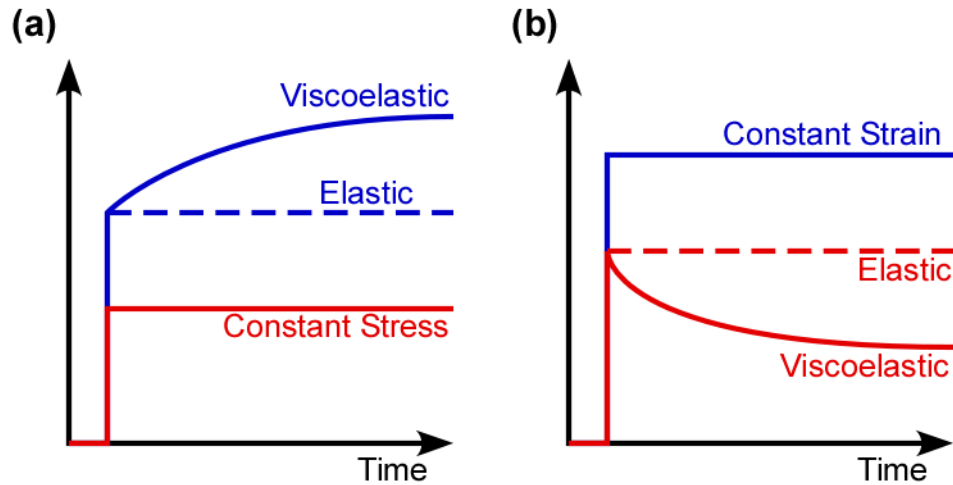 (a)
Viscoelastic
Elastic
Constant Stress
Time
(b)
Constant Strain
Elastic
Viscoelastic
Time